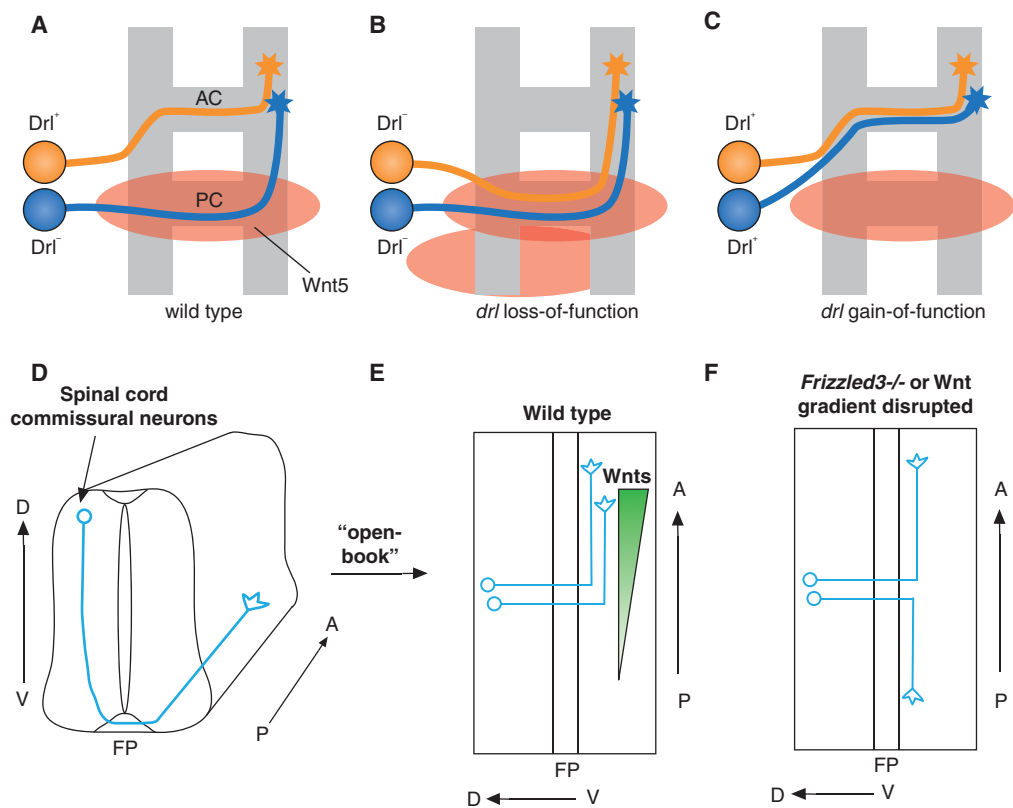 A
AC
Drl+
PC
Drl−
Wnt5
wild type
B
Drl−
Drl−
drl loss-of-function
C
Drl+
Drl+
drl gain-of-function
D
Spinal cord
commissural neurons
D
V
A
P
FP
“open-
book”
E
Wild type
Wnts
A
P
FP
D
V
F
Frizzled3-/- or Wnt
gradient disrupted
A
P
FP
D
V